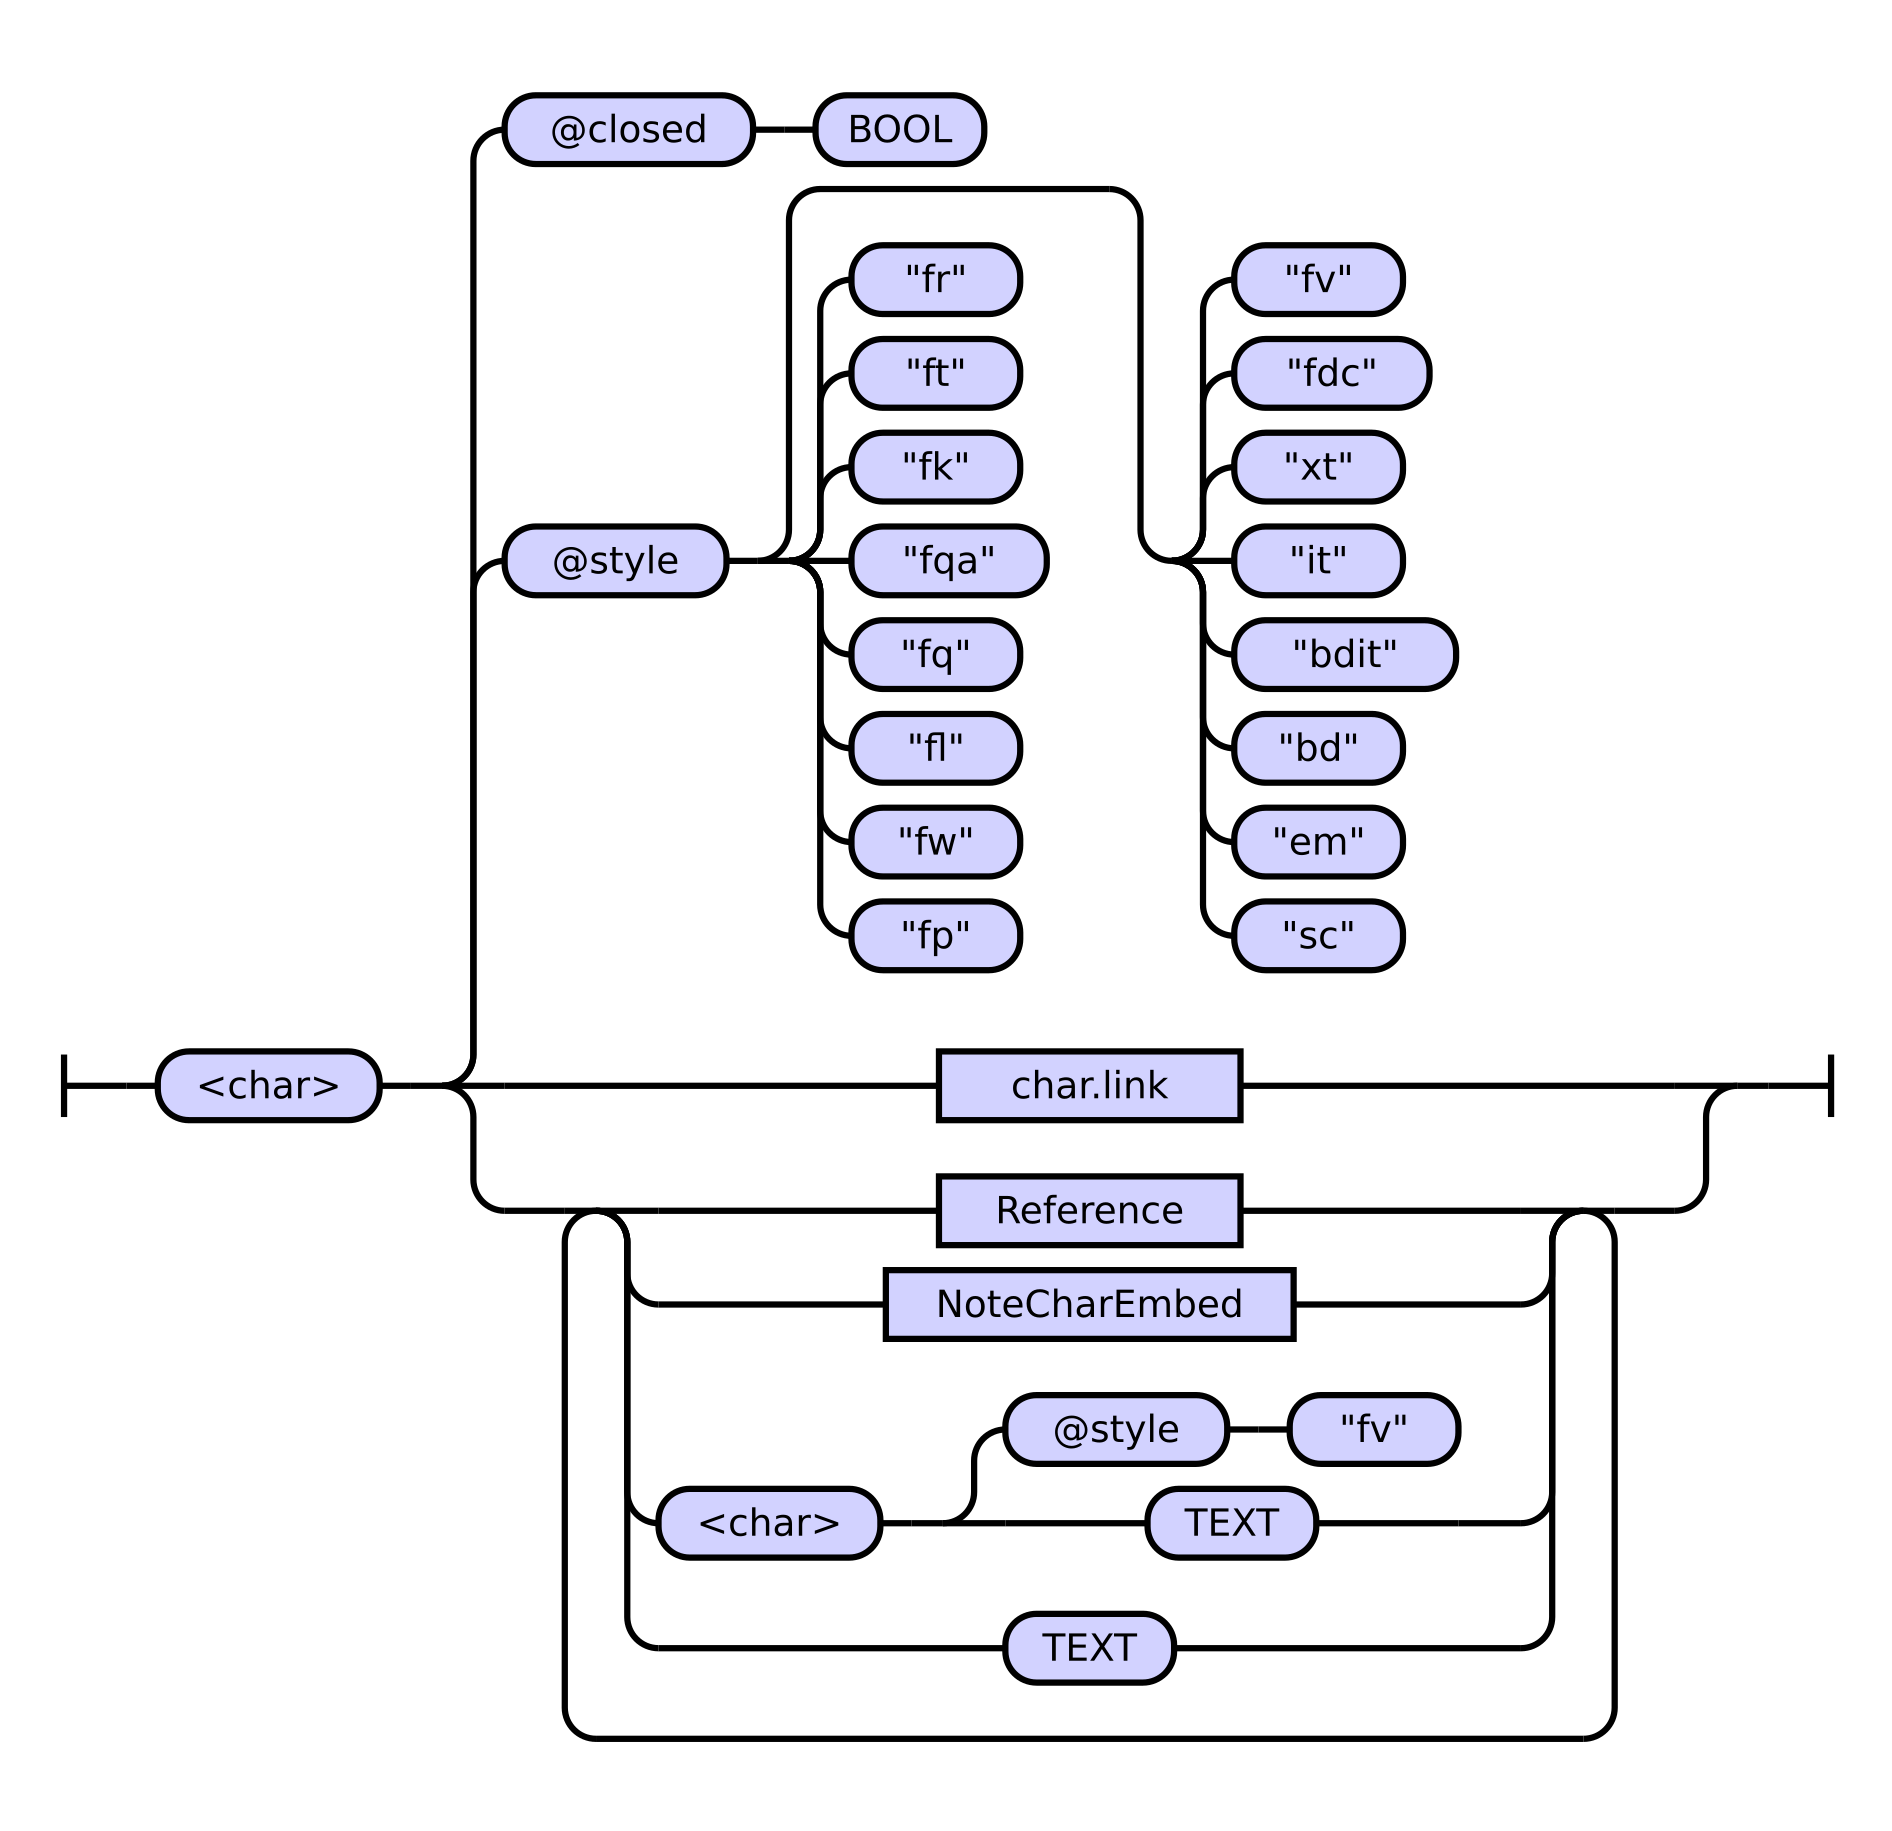 @closed
BOOL
"fr"
"fv"
"ft"
"fdc"
"fk"
"xt"
@style
"fqa"
"it"
"fq"
"bdit"
"fl"
"bd"
"fw"
"em"
"fp"
"sc"
<char>
char.link
Reference
NoteCharEmbed
@style
"fv"
<char>
TEXT
TEXT